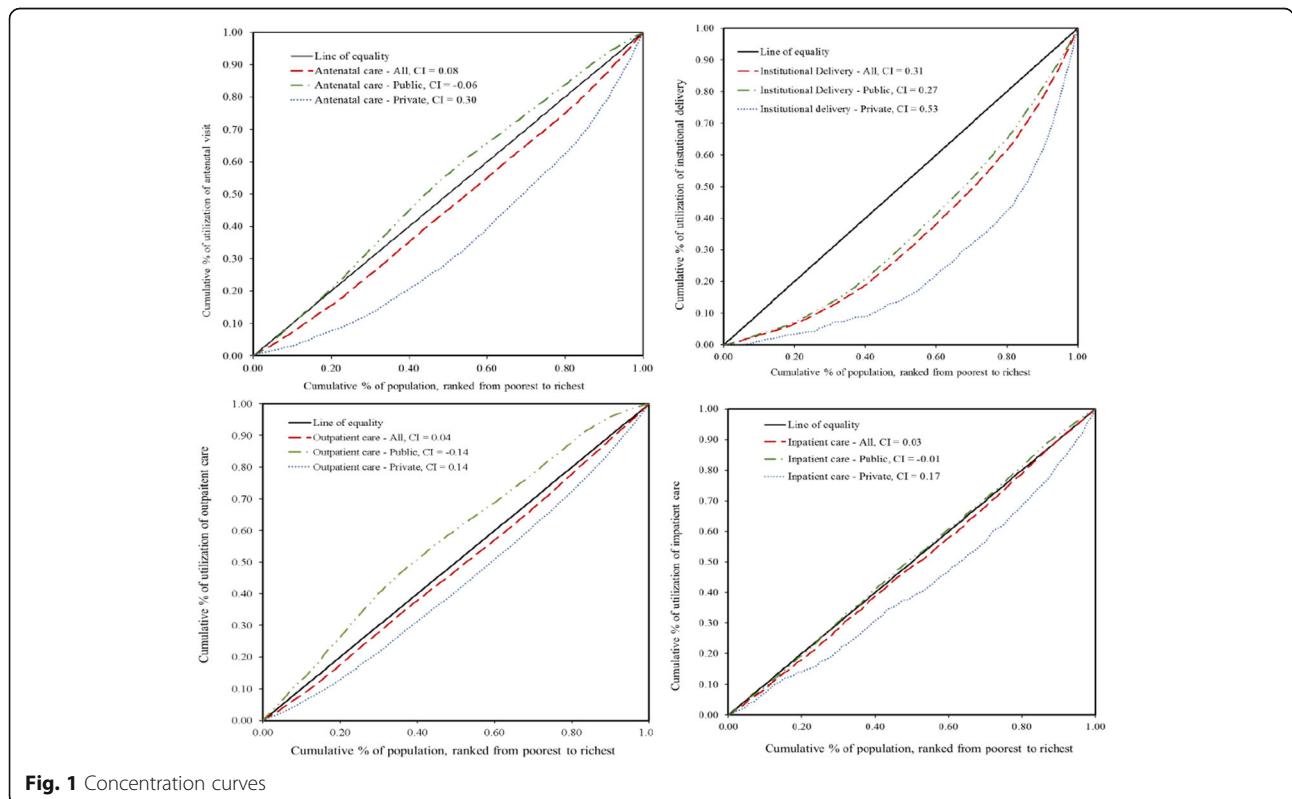 1.00
0.90
0.80
0.70
0.60
0.50
0.40
0.30
0.20
0.10
0.00
Cumulative % of utilization of antenatal visit
Line of equality
Antenatal care - All, CI = 0.08
Antenatal care - Public, CI = -0.06
Antenatal care - Private, CI = 0.30
0.00 0.20 0.40 0.60 0.80 1.00
Cumulative % of population, ranked from poorest to richest
1.00
0.90
0.80
0.70
0.60
0.50
0.40
0.30
0.20
0.10
0.00
Cumulative % of utilization of instutional delivery
Line of equality
Institutional Delivery - All, CI = 0.31
Institutional Delivery - Public, CI = 0.27
Institutional delivery - Private, CI = 0.53
0.00 0.20 0.40 0.60 0.80 1.00
Cumulative % of population, ranked from poorest to richest
1.00
0.90
0.80
0.70
0.60
0.50
0.40
0.30
0.20
0.10
0.00
Cumulative % of utilization of outpaitent care
Line of equality
Outpatient care - All, CI = 0.04
Outpatient care - Public, CI = -0.14
Outpatient care - Private, CI = 0.14
0.00 0.20 0.40 0.60 0.80 1.0
Cumulative % of population, ranked from poorest to richest
1.00
0.90
0.80
0.70
0.60
0.50
0.40
0.30
0.20
0.10
0.00
Cumulative % of utilization of impatient care
Line of equality
Inpatient care - All, CI = 0.03
Inpatient care - Public, CI = -0.01
Inpatient care - Private, CI = 0.17
0.00 0.20 0.40 0.60 0.80 1.00
Cumulative % of population, ranked from poorest to richest
Fig. 1 Concentration curves